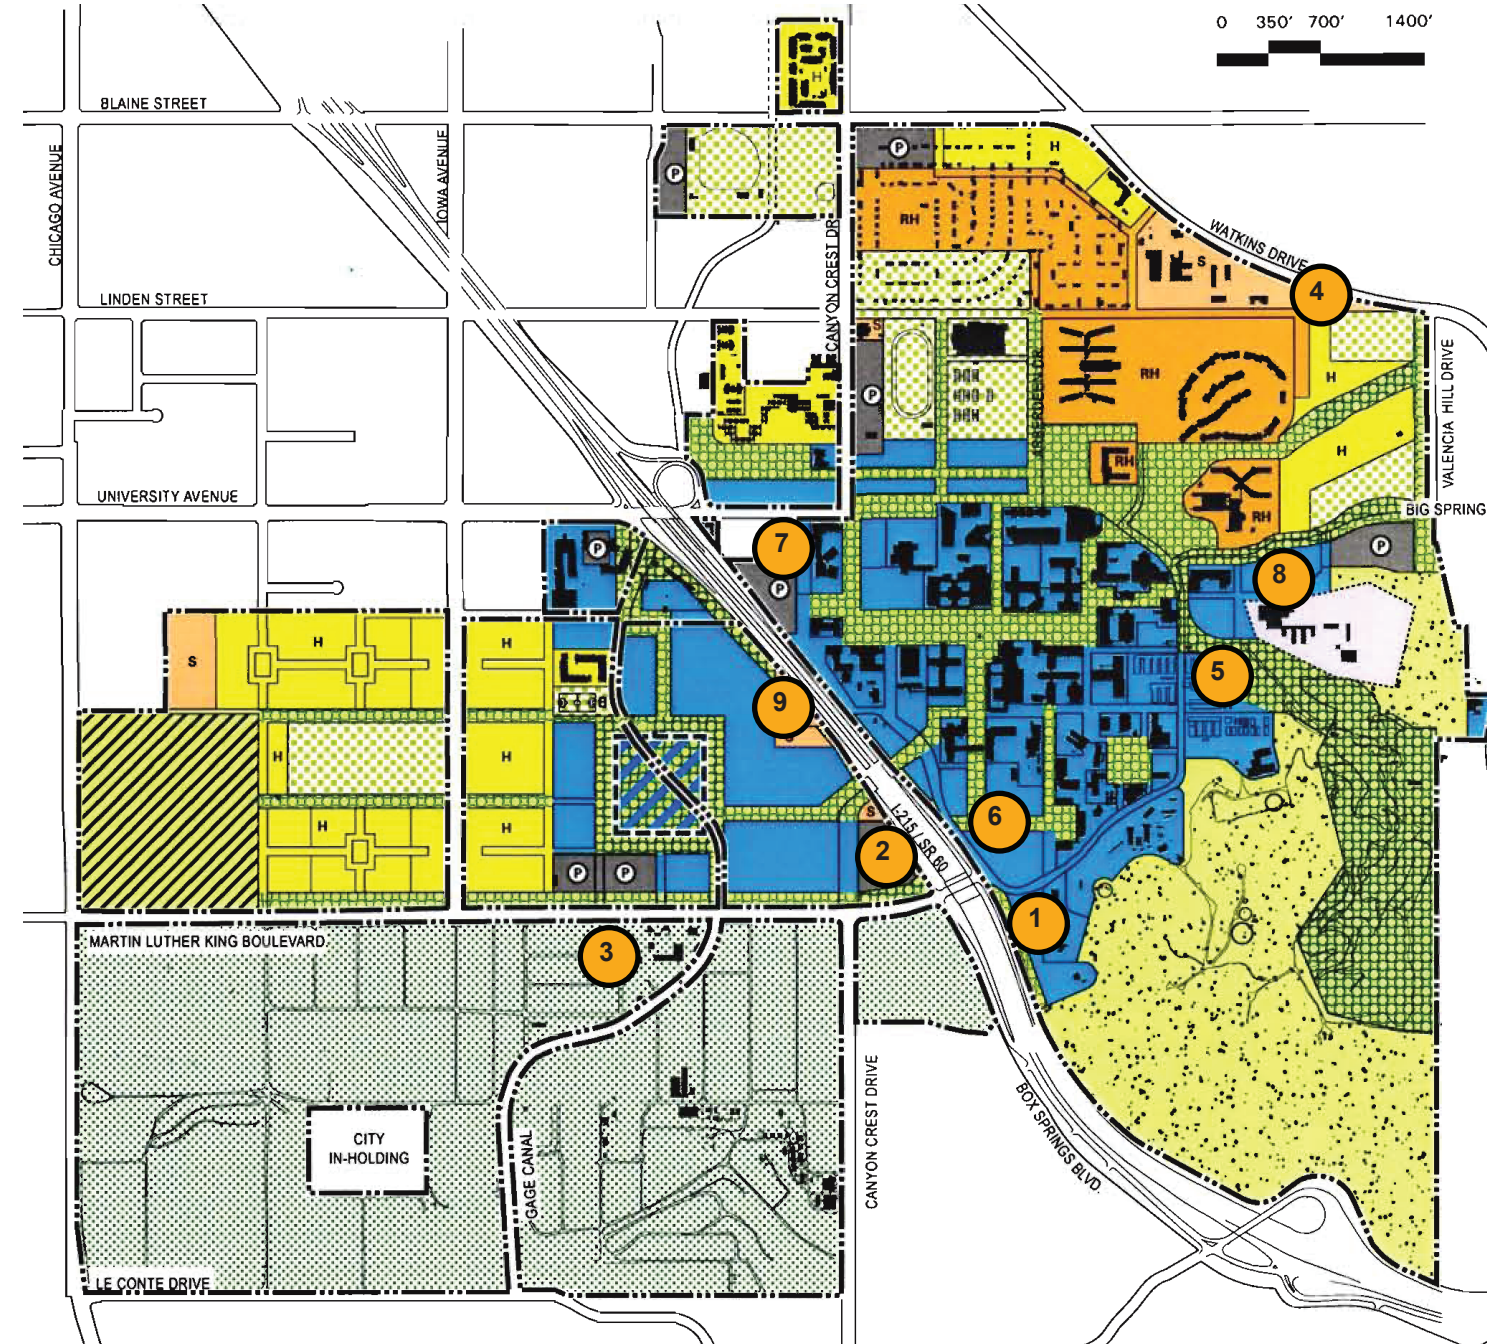 0 350' 700' 1400'
BLAINE STREET
H
P
P
H
CHICAGO AVENUE
IOWA AVENUE
RH
CANYON CREST DR.
WATKINS DRIVE
S
4
LINDEN STREET
S
ABERDEEN DR.
VALENCIA HILL DRIVE
RH
H
P
H
RH
UNIVERSITY AVENUE
RH
BIG SPRING
7
P
P
8
P
H
H
S
5
9
6
H
H
I-215 / SR 60
S
6
H
H
2
P
P
1
MARTIN LUTHER KING BOULEVARD
3
CANYON CREST DRIVE
BOX SPRINGS BLVD.
CITY
IN-HOLDING
GAGE CANAL
LE CONTE DRIVE